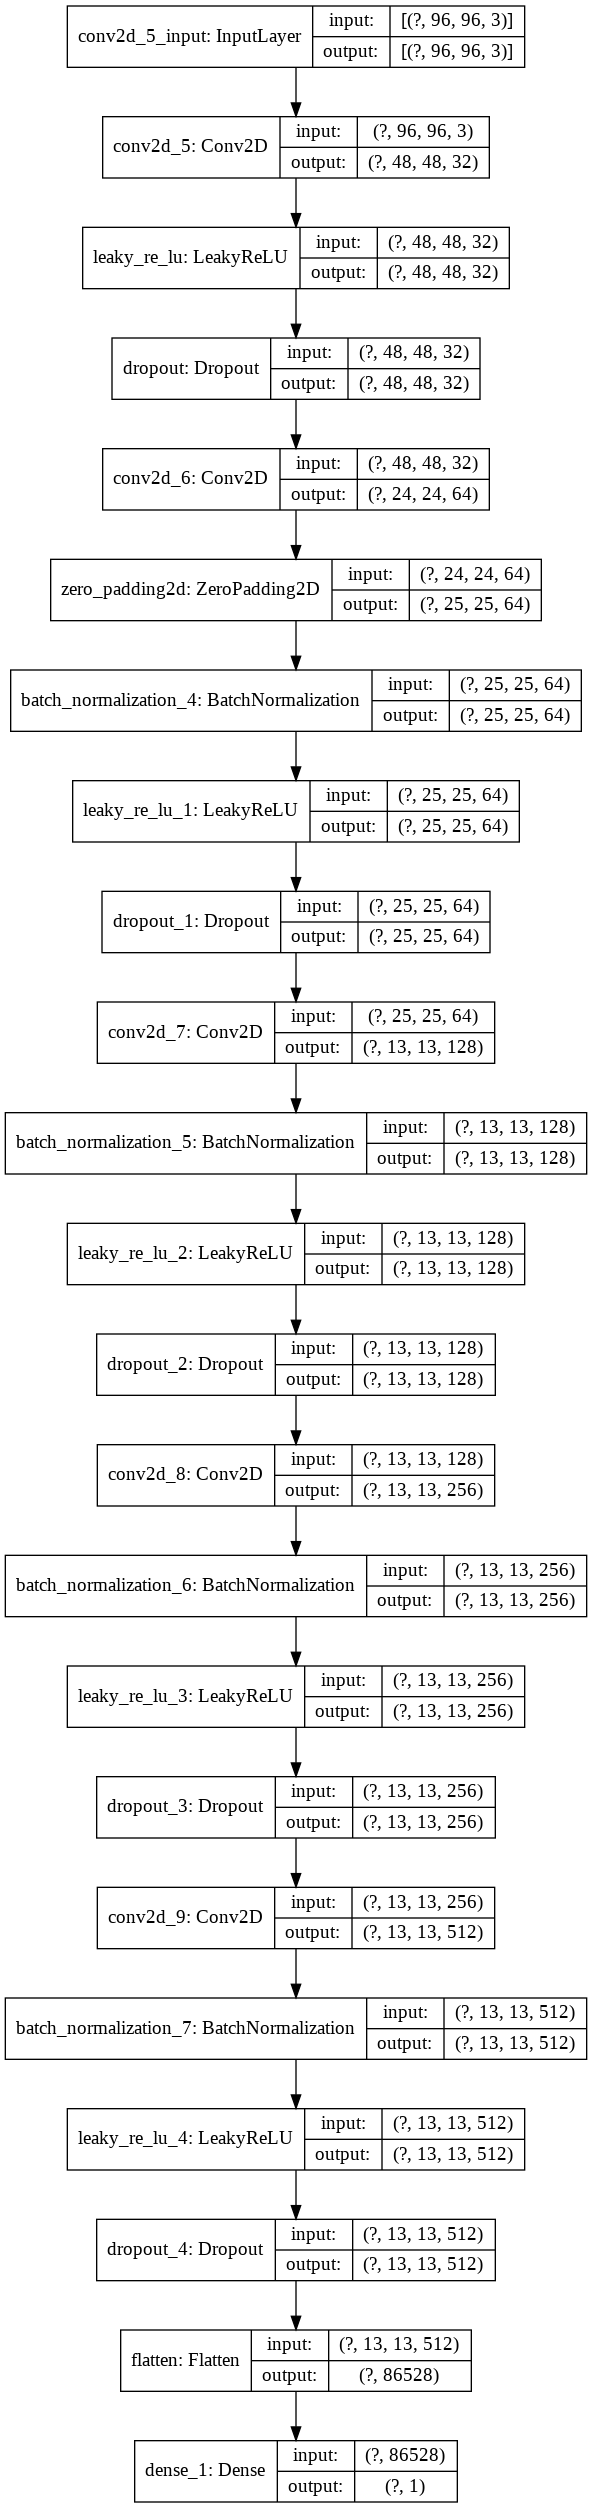 conv2d_5_input: InputLayer
input: [(?, 96, 96, 3)]
output: [(?, 96, 96, 3)]
conv2d_5: Conv2D
input: (?, 96, 96, 3)
output: (?, 48, 48, 32)
leaky_re_lu: LeakyReLU
input: (?, 48, 48, 32)
output: (?, 48, 48, 32)
dropout: Dropout
input: (?, 48, 48, 32)
output: (?, 48, 48, 32)
conv2d_6: Conv2D
input: (?, 48, 48, 32)
output: (?, 24, 24, 64)
zero_padding2d: ZeroPadding2D
input: (?, 24, 24, 64)
output: (?, 25, 25, 64)
batch_normalization_4: BatchNormalization
input: (?, 25, 25, 64)
output: (?, 25, 25, 64)
leaky_re_lu_1: LeakyReLU
input: (?, 25, 25, 64)
output: (?, 25, 25, 64)
dropout_1: Dropout
input: (?, 25, 25, 64)
output: (?, 25, 25, 64)
conv2d_7: Conv2D
input: (?, 25, 25, 64)
output: (?, 13, 13, 128)
batch_normalization_5: BatchNormalization
input: (?, 13, 13, 128)
output: (?, 13, 13, 128)
leaky_re_lu_2: LeakyReLU
input: (?, 13, 13, 128)
output: (?, 13, 13, 128)
dropout_2: Dropout
input: (?, 13, 13, 128)
output: (?, 13, 13, 128)
conv2d_8: Conv2D
input: (?, 13, 13, 128)
output: (?, 13, 13, 256)
batch_normalization_6: BatchNormalization
input: (?, 13, 13, 256)
output: (?, 13, 13, 256)
leaky_re_lu_3: LeakyReLU
input: (?, 13, 13, 256)
output: (?, 13, 13, 256)
dropout_3: Dropout
input: (?, 13, 13, 256)
output: (?, 13, 13, 256)
conv2d_9: Conv2D
input: (?, 13, 13, 256)
output: (?, 13, 13, 512)
batch_normalization_7: BatchNormalization
input: (?, 13, 13, 512)
output: (?, 13, 13, 512)
leaky_re_lu_4: LeakyReLU
input: (?, 13, 13, 512)
output: (?, 13, 13, 512)
dropout_4: Dropout
input: (?, 13, 13, 512)
output: (?, 13, 13, 512)
flatten: Flatten
input: (?, 13, 13, 512)
output: (?, 86528)
dense_1: Dense
input: (?, 86528)
output: (?, 1)